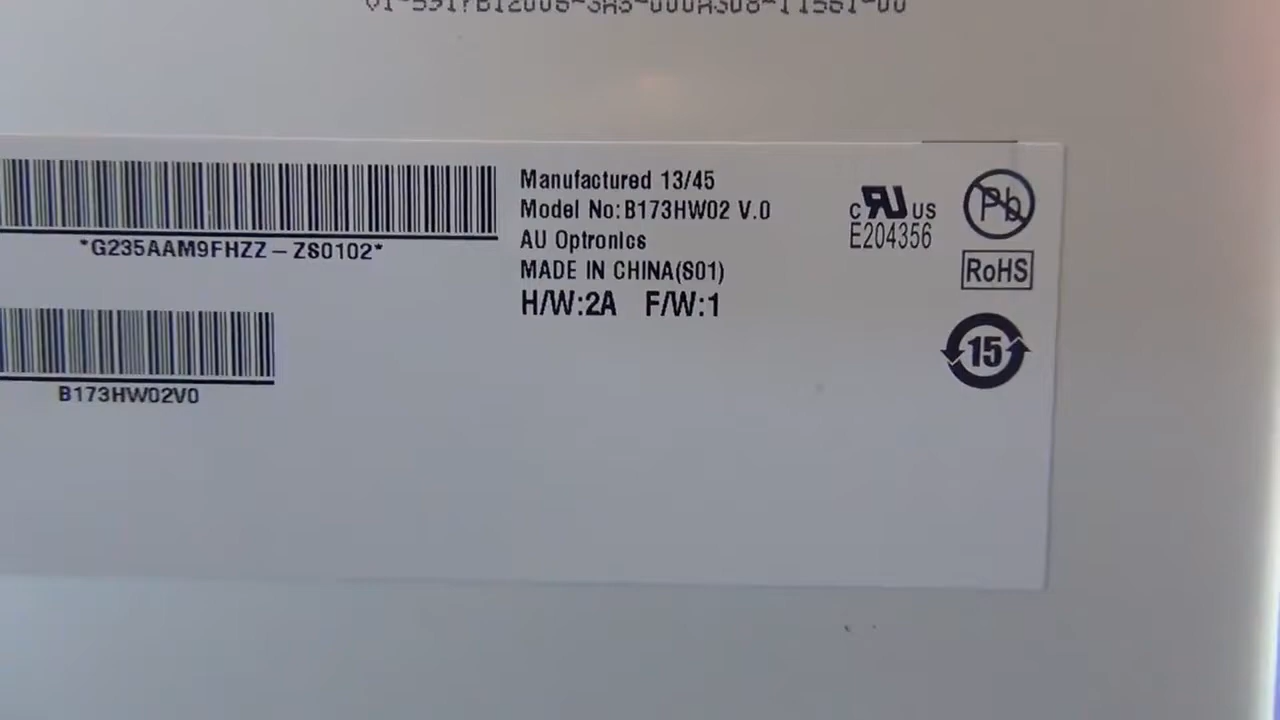 *G235AAM9FHZZ-ZS0102*
B173HW02V0
Manufactured 13/45
Model No:B173HW02 V.0
AU Optronics
MADE IN CHINA(S01)
H/W:2A F/W:1
c RU US
E204356
Pb
RoHS
15